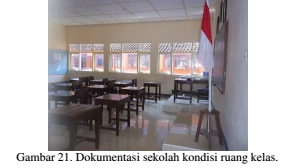 Gambar 21. Dokumentasi sekolah kondisi ruang kelas.